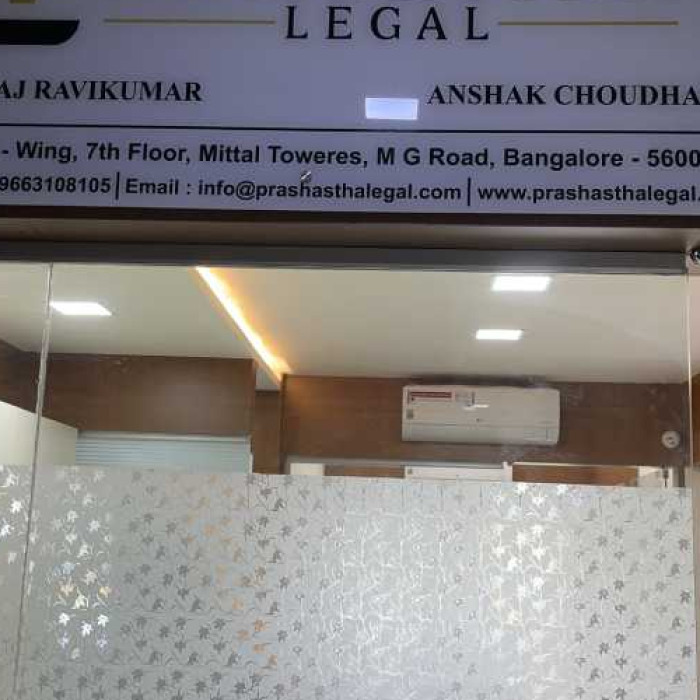 LEGAL
AJ RAVIKUMAR
ANSHAK CHOUDHA
- Wing, 7th Floor, Mittal Toweres, M G Road, Bangalore - 5600
9663108105 | Email : info@prashasthalegal.com | www.prashasthalegal.